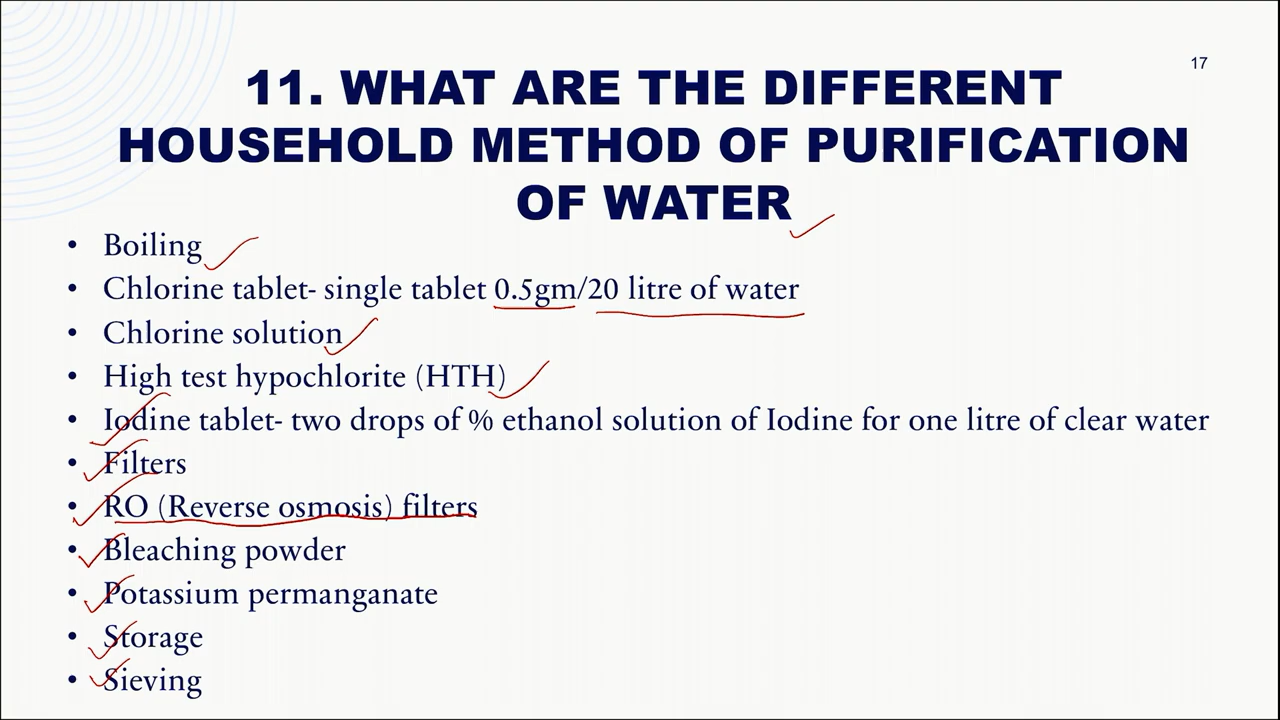 17
11. WHAT ARE THE DIFFERENT
HOUSEHOLD METHOD OF PURIFICATION
OF WATER
• Boiling
• Chlorine tablet- single tablet 0.5gm/20 litre of water
• Chlorine solution
• High test hypochlorite (HTH)
• Iodine tablet- two drops of % ethanol solution of Iodine for one litre of clear water
• Filters
• RO (Reverse osmosis) filters
• Bleaching powder
• Potassium permanganate
• Storage
• Sieving